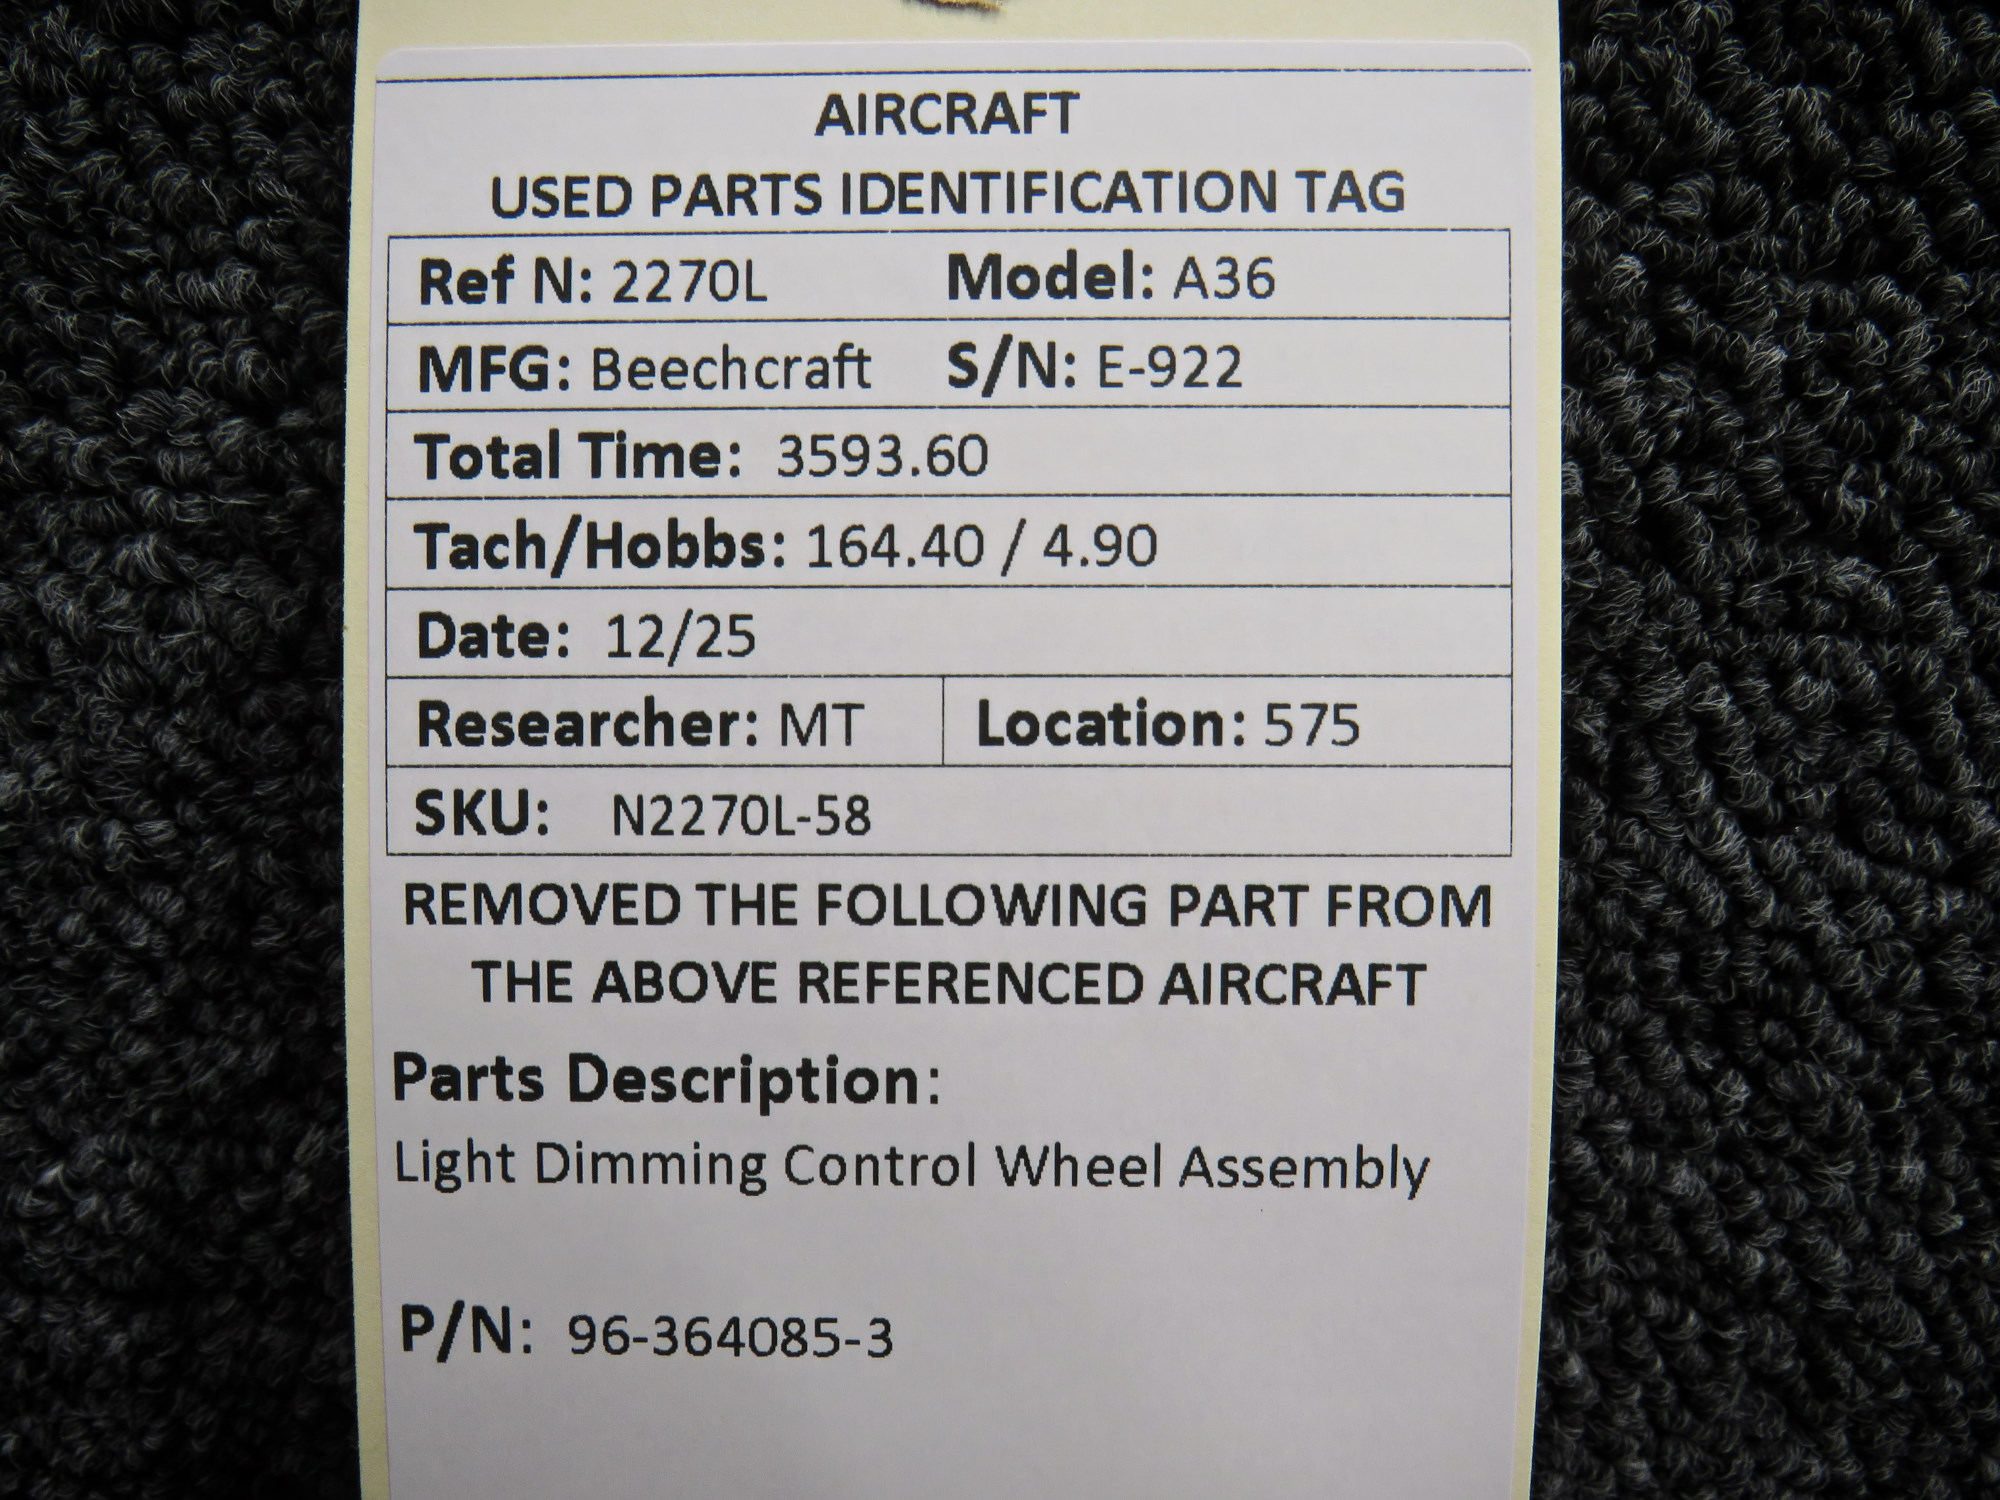 AIRCRAFT
USED PARTS IDENTIFICATION TAG
Ref N: 2270L Model: A36
MFG: Beechcraft S/N: E-922
Total Time: 3593.60
Tach/Hobbs: 164.40 / 4.90
Date: 12/25
Researcher: MT Location: 575
SKU: N2270L-58
REMOVED THE FOLLOWING PART FROM
THE ABOVE REFERENCED AIRCRAFT
Parts Description:
Light Dimming Control Wheel Assembly
P/N: 96-364085-3